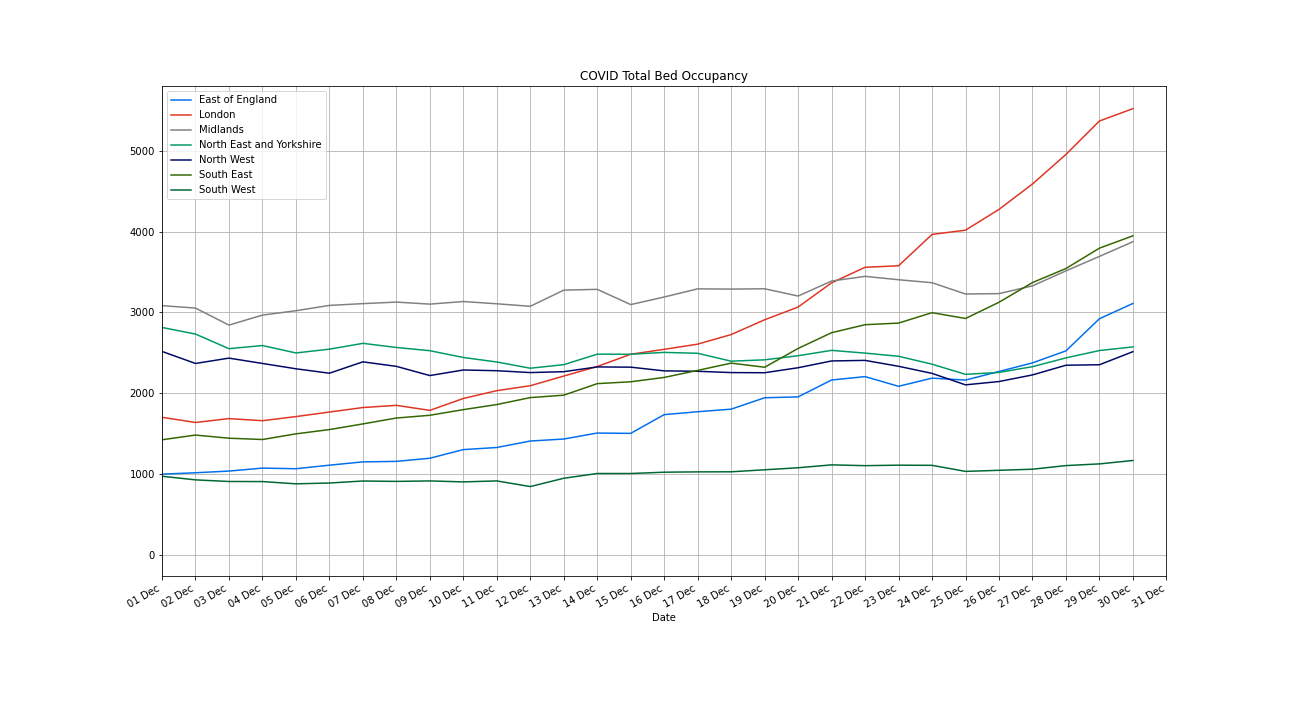 COVID Total Bed Occupancy
East of England
London
Midlands
North East and Yorkshire
North West
South East
South West
5000
4000
3000
2000
1000
0
01 Dec
02 Dec
03 Dec
04 Dec
05 Dec
06 Dec
07 Dec
08 Dec
09 Dec
10 Dec
11 Dec
12 Dec
13 Dec
14 Dec
15 Dec
16 Dec
17 Dec
18 Dec
19 Dec
20 Dec
21 Dec
22 Dec
23 Dec
24 Dec
25 Dec
26 Dec
27 Dec
28 Dec
29 Dec
30 Dec
31 Dec
Date